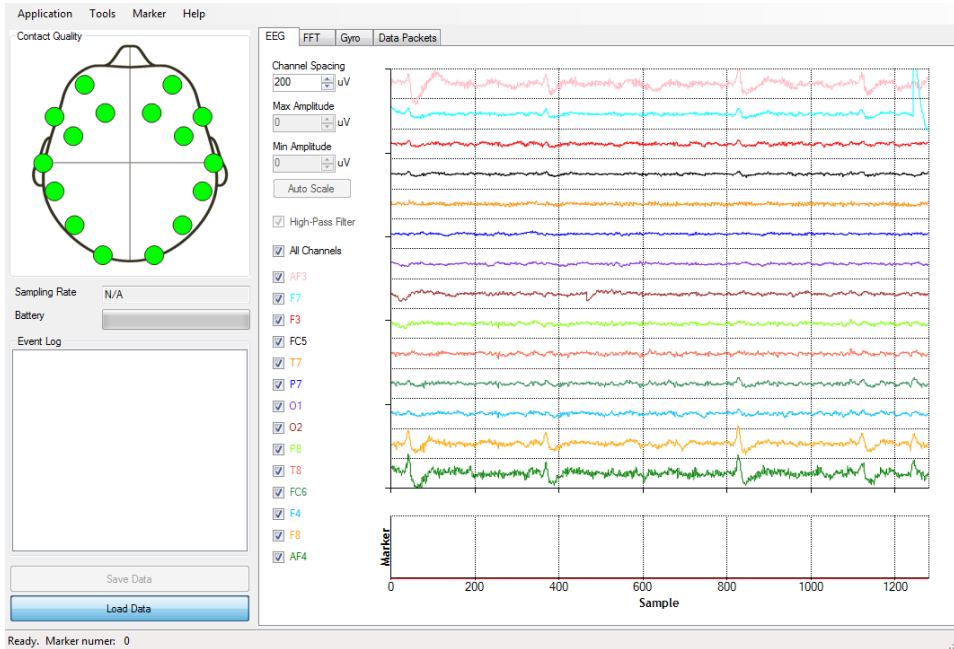 Application Tools Marker Help
Contact Quality
Sampling Rate N/A
Battery
Event Log
Save Data
Load Data
EEG FFT Gyro Data Packets
Channel Spacing
200 uV
Max Amplitude
0 uV
Min Amplitude
0 uV
Auto Scale
High-Pass Filter
All Channels
AF3
F7
F3
FC5
T7
P7
O1
O2
P8
T8
FC6
F4
F8
AF4
Marker
0 200 400 600 800 1000 1200
Sample
Ready. Marker numer: 0